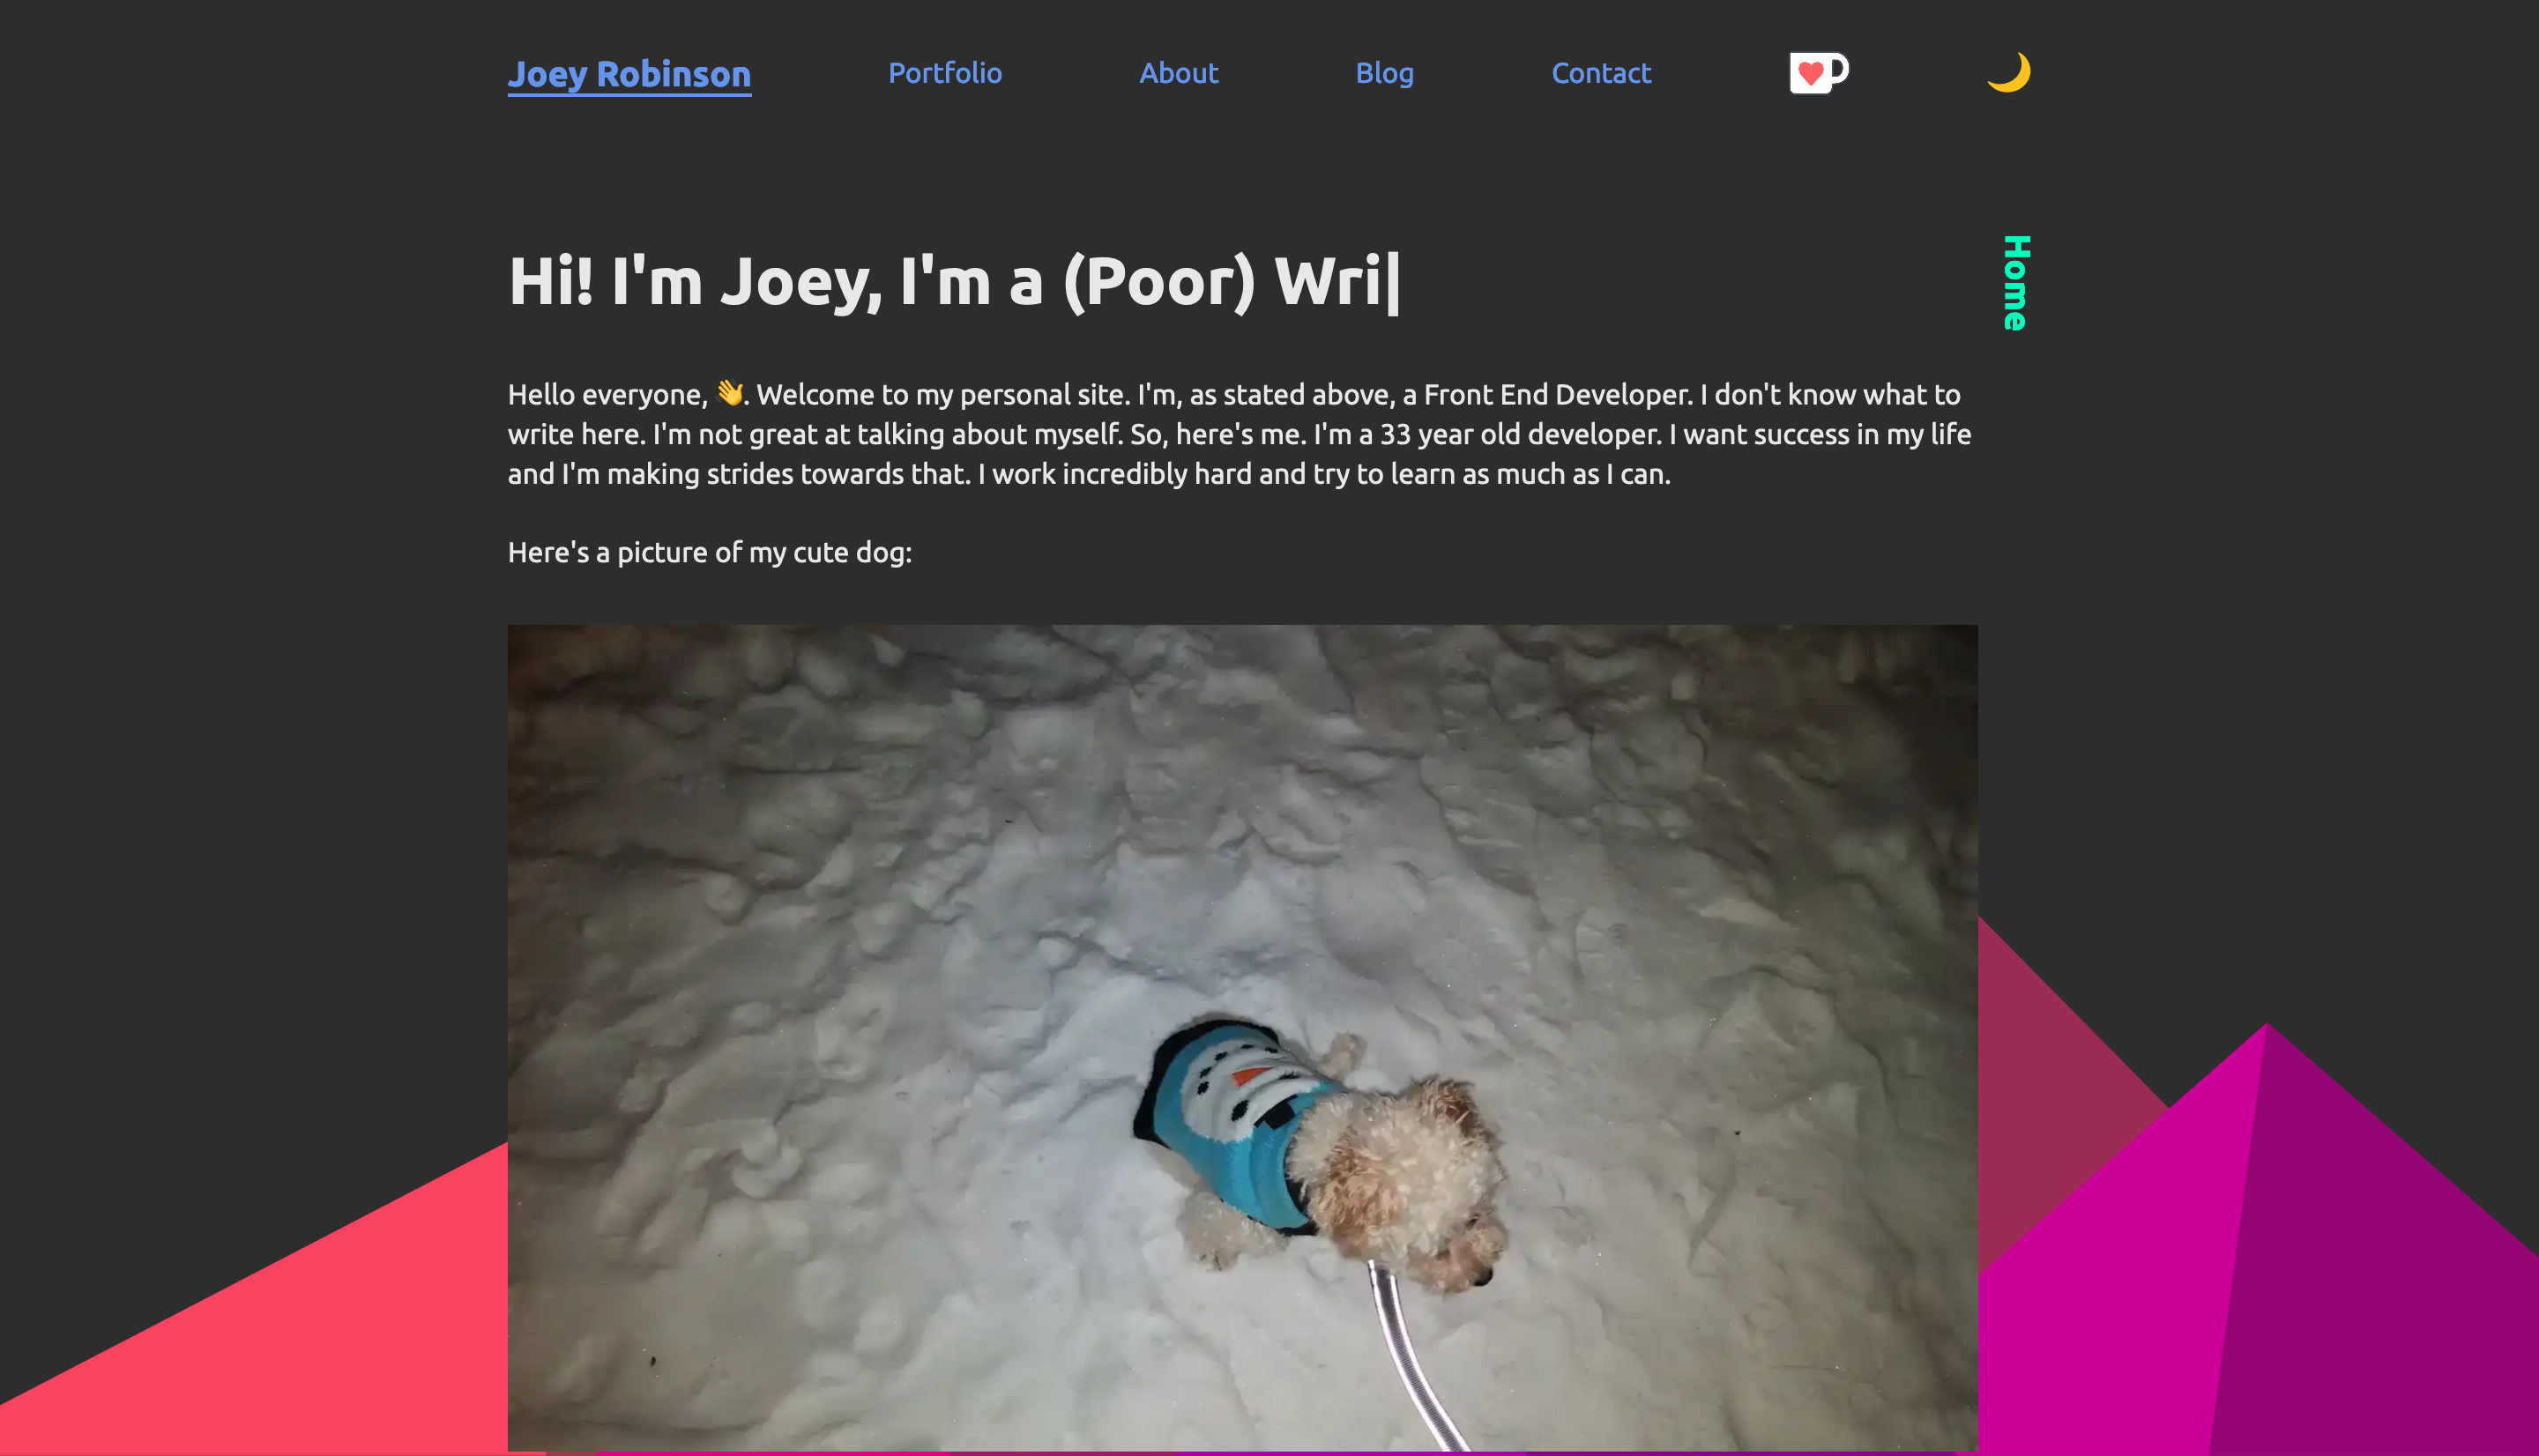 Joey Robinson Portfolio About Blog Contact
Hi! I'm Joey, I'm a (Poor) Wri|
Home
Hello everyone, 👋. Welcome to my personal site. I'm, as stated above, a Front End Developer. I don't know what to
write here. I'm not great at talking about myself. So, here's me. I'm a 33 year old developer. I want success in my life
and I'm making strides towards that. I work incredibly hard and try to learn as much as I can.
Here's a picture of my cute dog: